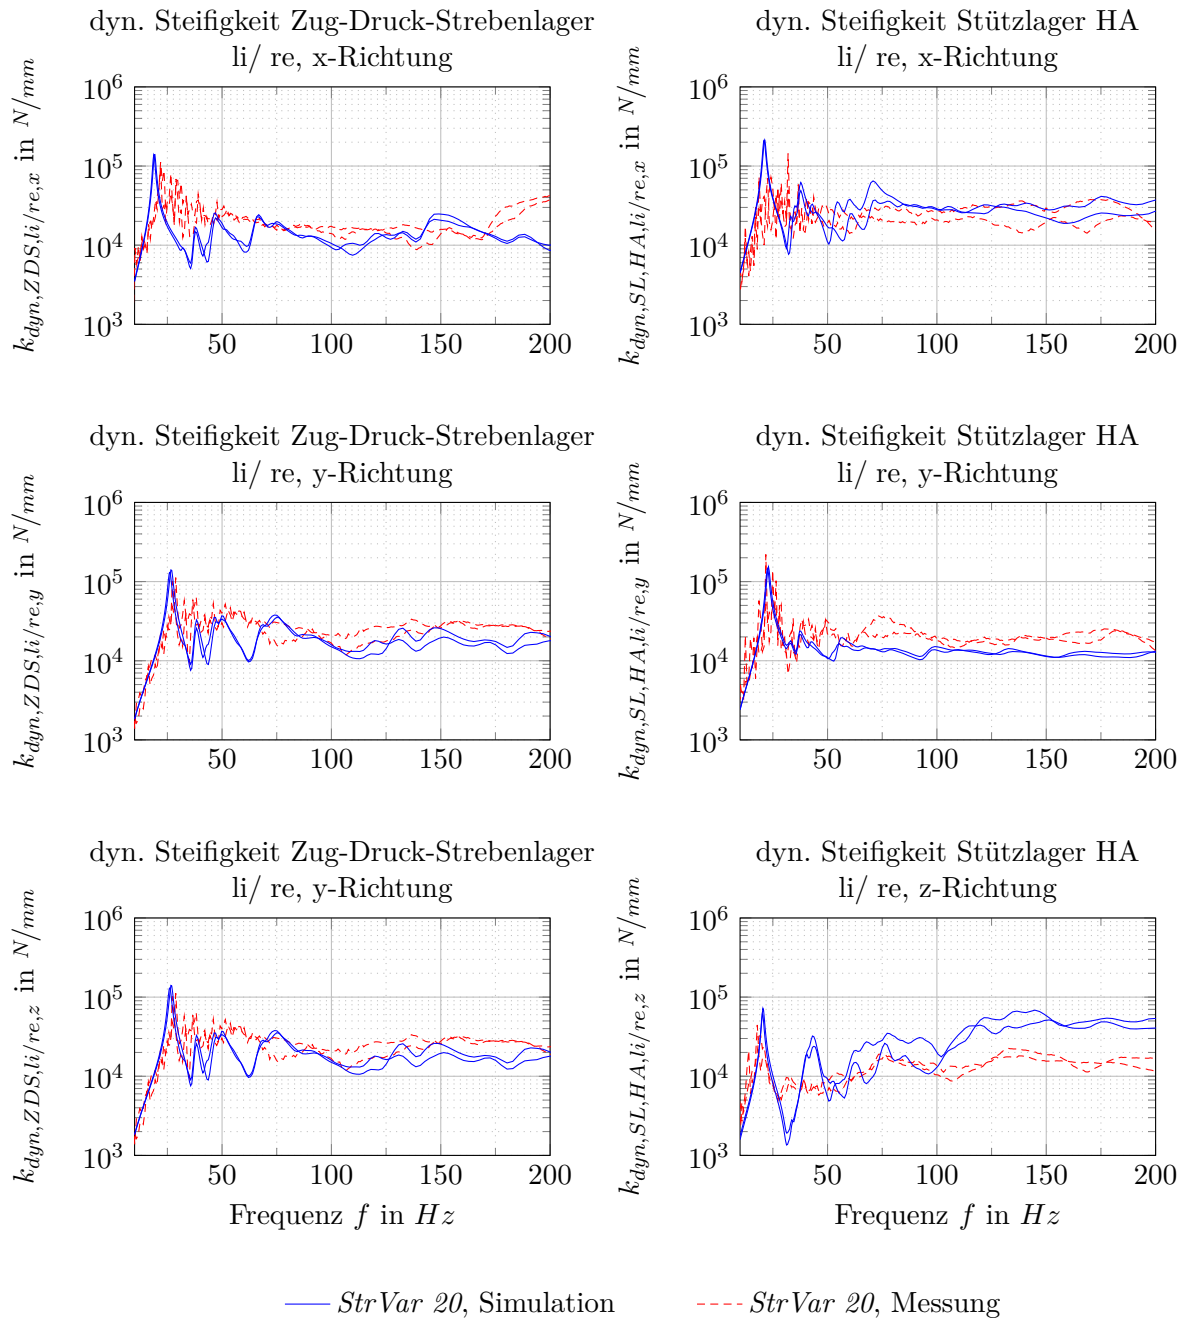 dyn. Steifigkeit Zug-Druck-Strebenlager
li/ re, x-Richtung
k_{dyn,ZDS,li/re,x} in N/mm
10^6
10^5
10^4
10^3
50 100 150 200
dyn. Steifigkeit Stützlager HA
li/ re, x-Richtung
k_{dyn,SL,HA,li/re,x} in N/mm
10^6
10^5
10^4
10^3
50 100 150 200
dyn. Steifigkeit Zug-Druck-Strebenlager
li/ re, y-Richtung
k_{dyn,ZDS,li/re,y} in N/mm
10^6
10^5
10^4
10^3
50 100 150 200
dyn. Steifigkeit Stützlager HA
li/ re, y-Richtung
k_{dyn,SL,HA,li/re,y} in N/mm
10^6
10^5
10^4
10^3
50 100 150 200
dyn. Steifigkeit Zug-Druck-Strebenlager
li/ re, y-Richtung
k_{dyn,ZDS,li/re,z} in N/mm
10^6
10^5
10^4
10^3
50 100 150 200
Frequenz f in Hz
dyn. Steifigkeit Stützlager HA
li/ re, z-Richtung
k_{dyn,SL,HA,li/re,z} in N/mm
10^6
10^5
10^4
10^3
50 100 150 200
Frequenz f in Hz
StrVar 20, Simulation
StrVar 20, Messung